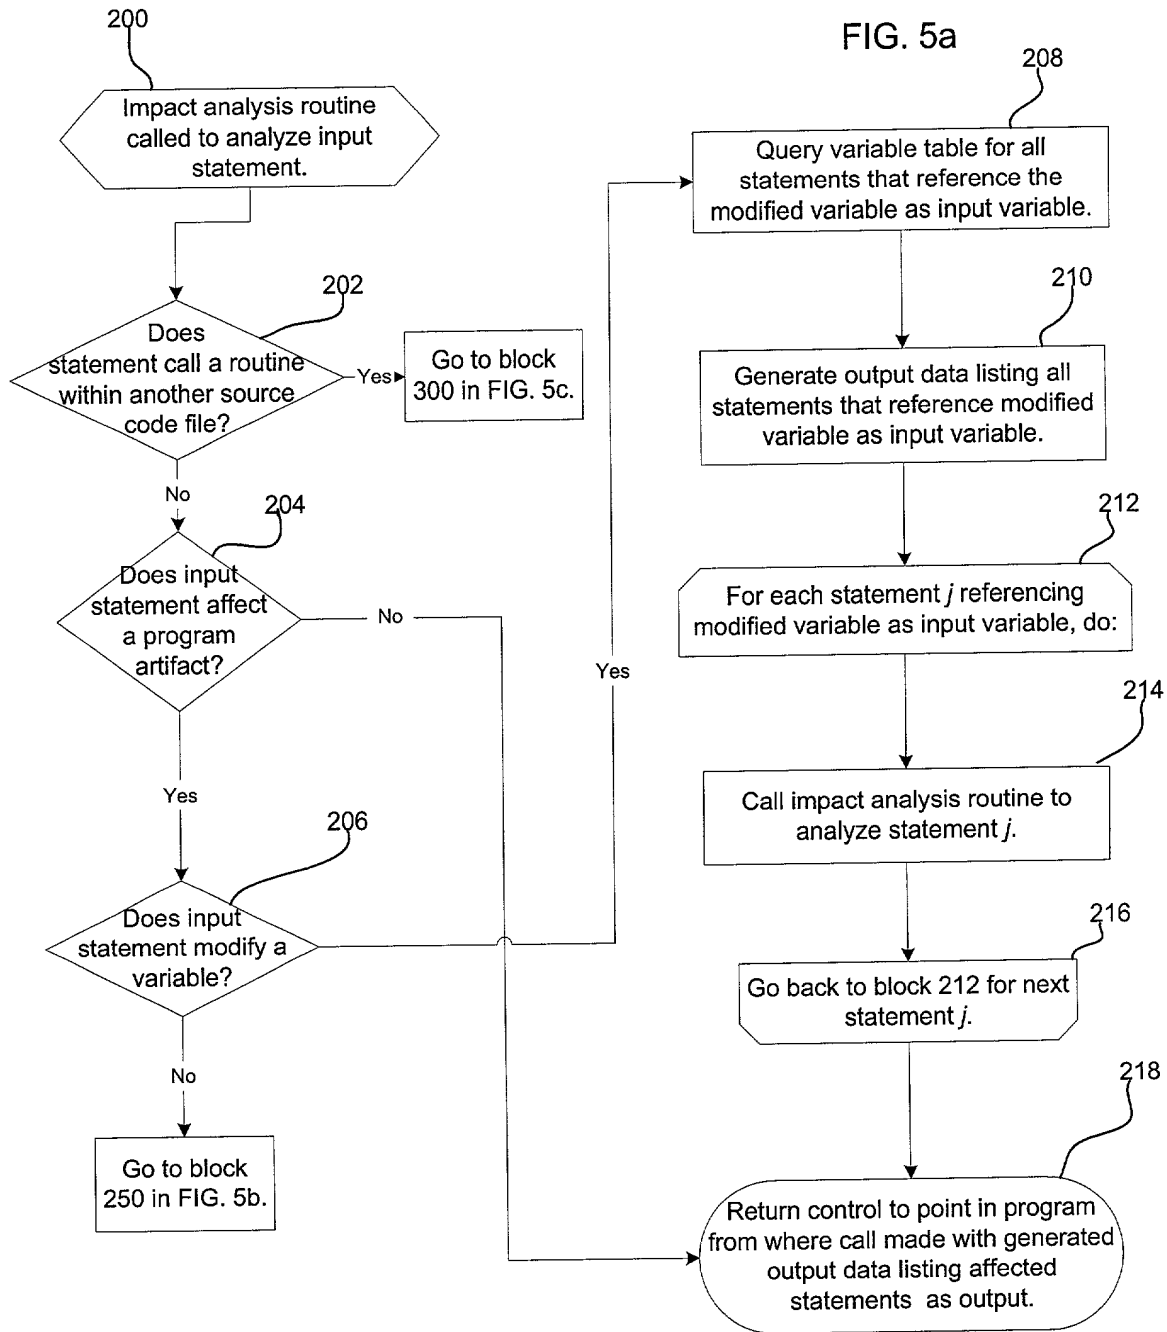 FIG. 5a
200
Impact analysis routine
called to analyze input
statement.
202
Does
statement call a routine
within another source
code file?
Yes
Go to block
300 in FIG. 5c.
No
204
Does input
statement affect
a program
artifact?
No
Yes
206
Does input
statement modify a
variable?
Yes
No
Go to block
250 in FIG. 5b.
208
Query variable table for all
statements that reference the
modified variable as input variable.
210
Generate output data listing all
statements that reference modified
variable as input variable.
212
For each statement j referencing
modified variable as input variable, do:
214
Call impact analysis routine to
analyze statement j.
216
Go back to block 212 for next
statement j.
218
Return control to point in program
from where call made with generated
output data listing affected
statements as output.